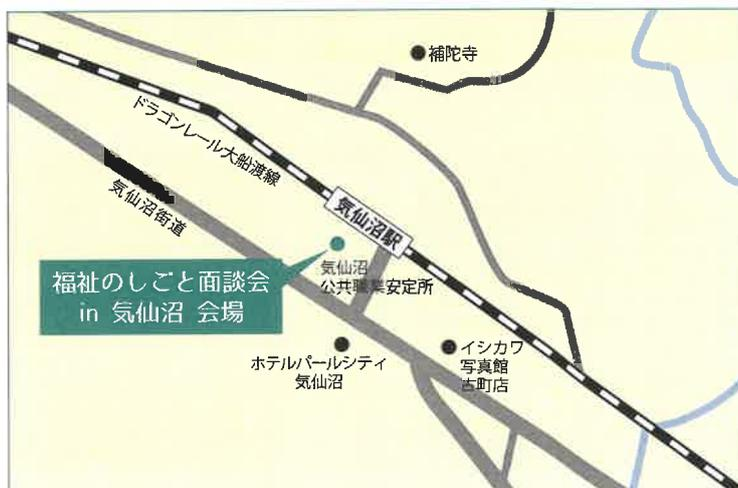 補陀寺
ドラゴンレール大船渡線
気仙沼街道
気仙沼駅
福祉のしごと面談会
in 気仙沼 会場
気仙沼
公共職業安定所
ホテルパールシティ
気仙沼
イシカワ
写真館
古町店